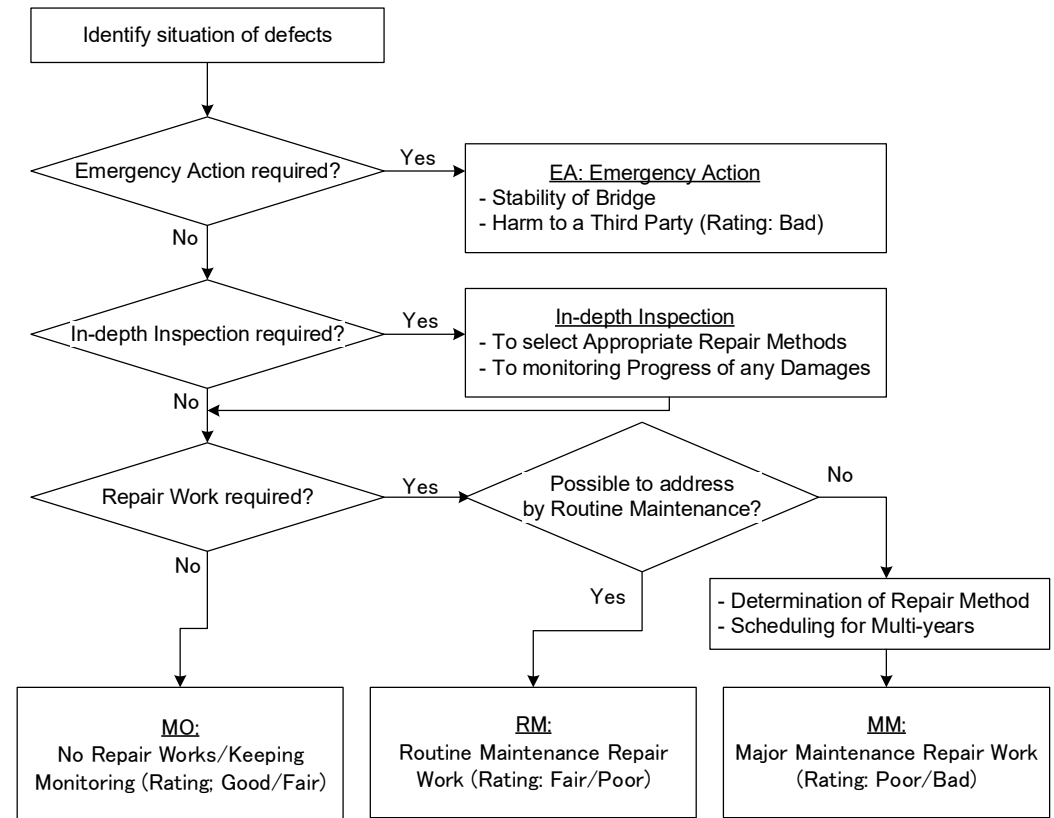 Identify situation of defects
Emergency Action required?
Yes
EA: Emergency Action
- Stability of Bridge
- Harm to a Third Party (Rating: Bad)
No
In-depth Inspection required?
Yes
In-depth Inspection
- To select Appropriate Repair Methods
- To monitoring Progress of any Damages
No
Repair Work required?
Yes
Possible to address
by Routine Maintenance?
No
No
Yes
- Determination of Repair Method
- Scheduling for Multi-years
MO:
No Repair Works/Keeping
Monitoring (Rating; Good/Fair)
RM:
Routine Maintenance Repair
Work (Rating: Fair/Poor)
MM:
Major Maintenance Repair Work
(Rating: Poor/Bad)